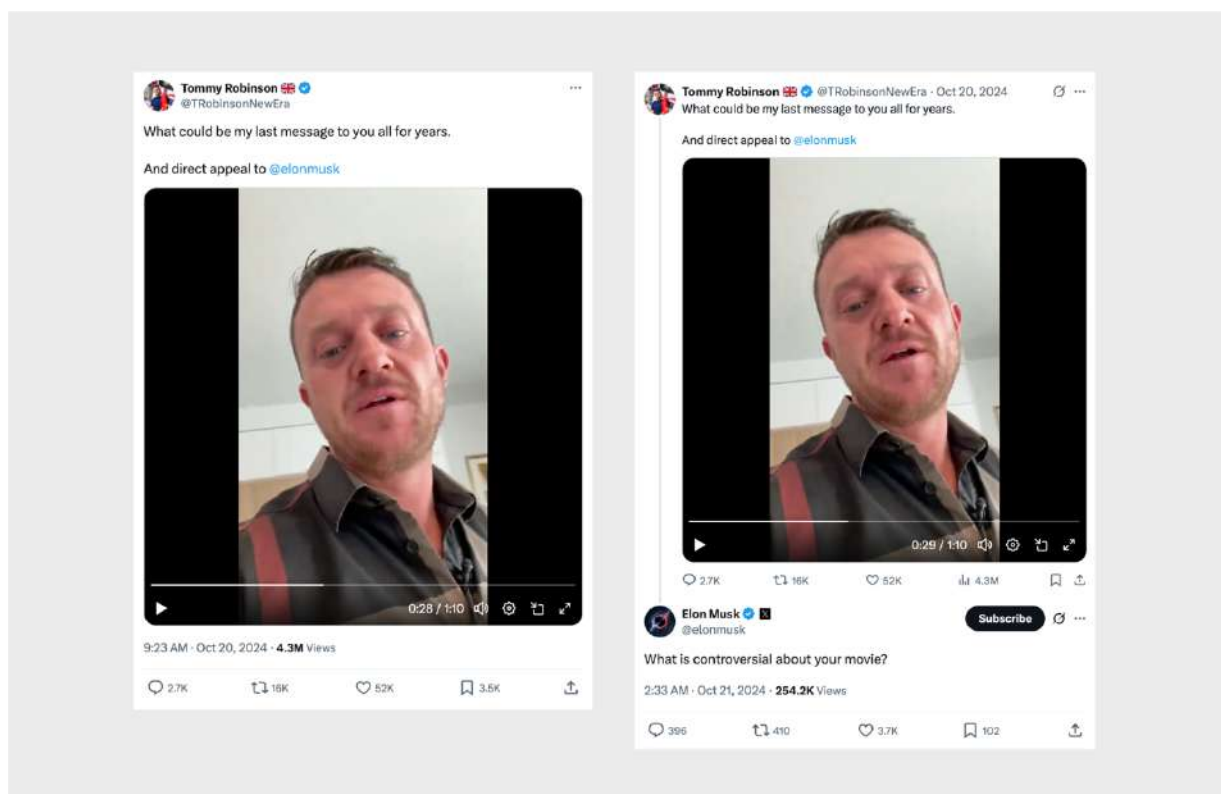 Tommy Robinson 🇬🇧
@TRobinsonNewEra
What could be my last message to you all for years.
And direct appeal to @elonmusk
0:28 / 1:10
9:23 AM · Oct 20, 2024 · 4.3M Views
2.7K 16K 52K 3.5K
Tommy Robinson 🇬🇧 @TRobinsonNewEra · Oct 20, 2024
What could be my last message to you all for years.
And direct appeal to @elonmusk
0:29 / 1:10
2.7K 16K 52K 4.3M
Elon Musk
Subscribe
@elonmusk
What is controversial about your movie?
2:33 AM · Oct 21, 2024 · 254.2K Views
396 410 3.7K 102